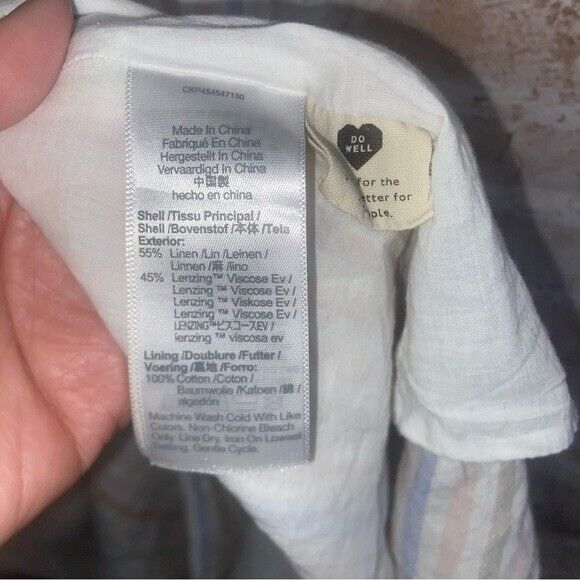 CKP454547130
Made In China
Fabriqué En China
Hergestellt In China
Vervaardigd In China
中国製
hecho en china
Shell /Tissu Principal /
Shell /Bovenstof /本体 /Tela
Exterior:
55% Linen /Lin /Leinen /
Linnen /麻 /lino
45% Lenzing™ Viscose Ev /
Lenzing™ Viscose Ev /
Lenzing™ Viskose Ev /
Lenzing™ Viscose Ev /
LENZING™ビスコースEV /
lenzing™ viscosa ev
Lining /Doublure /Futter /
Voering /裏地 /Forro:
100% Cotton /Coton /
Baumwolle /Katoen /綿 /
algodón
Machine Wash Cold With Like
Colors. Non-Chlorine Bleach
Only. Line Dry. Iron On Lowest
Setting. Gentle Cycle.
DO
WELL
for the
etter for
ple.